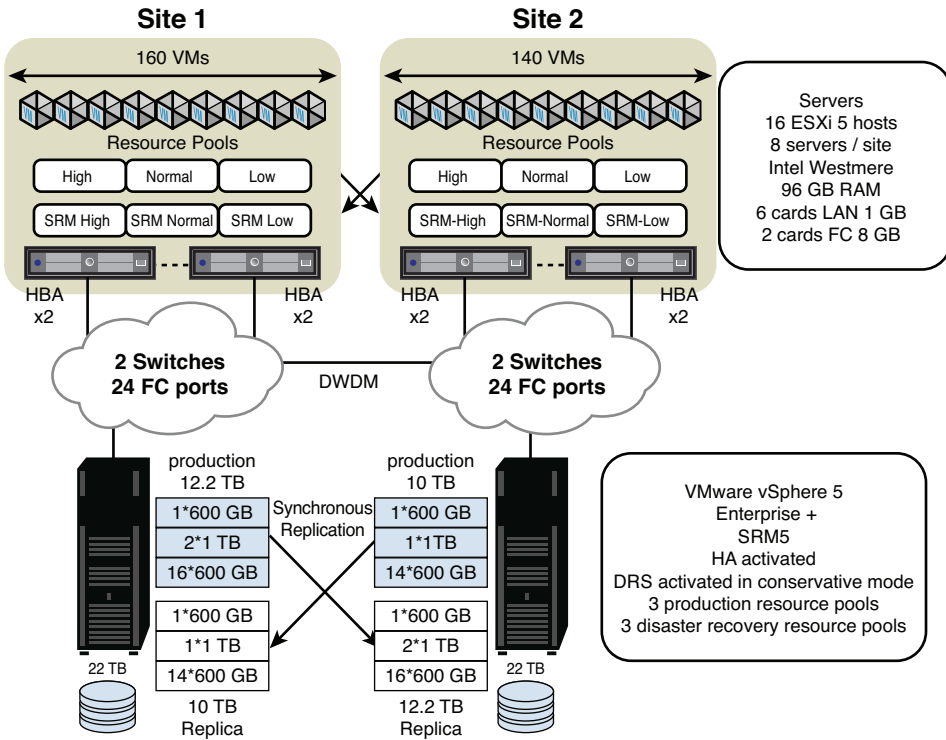 Site 1
Site 2
160 VMs
140 VMs
Resource Pools
Resource Pools
High
Normal
Low
High
Normal
Low
SRM High
SRM Normal
SRM Low
SRM-High
SRM-Normal
SRM-Low
HBA
x2
HBA
x2
HBA
x2
HBA
x2
Servers
16 ESXi 5 hosts
8 servers / site
Intel Westmere
96 GB RAM
6 cards LAN 1 GB
2 cards FC 8 GB
2 Switches
24 FC ports
DWDM
2 Switches
24 FC ports
production
12.2 TB
1*600 GB
2*1 TB
16*600 GB
Synchronous
Replication
production
10 TB
1*600 GB
1*1TB
14*600 GB
1*600 GB
1*1 TB
14*600 GB
10 TB
Replica
1*600 GB
2*1 TB
16*600 GB
12.2 TB
Replica
22 TB
22 TB
VMware vSphere 5
Enterprise +
SRM5
HA activated
DRS activated in conservative mode
3 production resource pools
3 disaster recovery resource pools